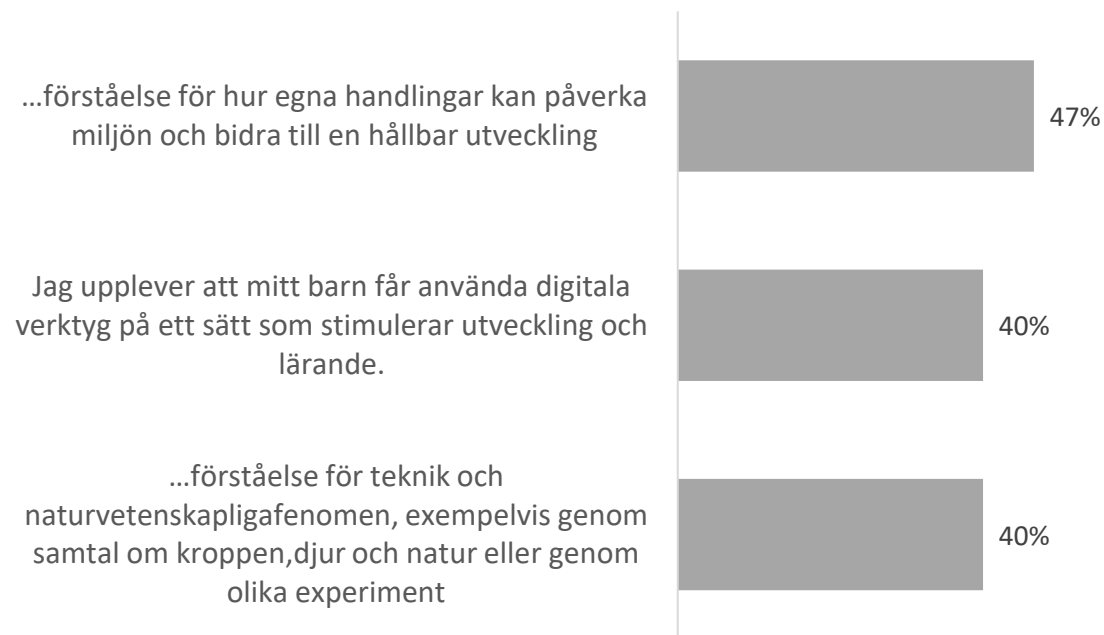 ...förståelse för hur egna handlingar kan påverka
miljön och bidra till en hållbar utveckling
47%
Jag upplever att mitt barn får använda digitala
verktyg på ett sätt som stimulerar utveckling och
lärande.
40%
...förståelse för teknik och
naturvetenskapligafenomen, exempelvis genom
samtal om kroppen,djur och natur eller genom
olika experiment
40%